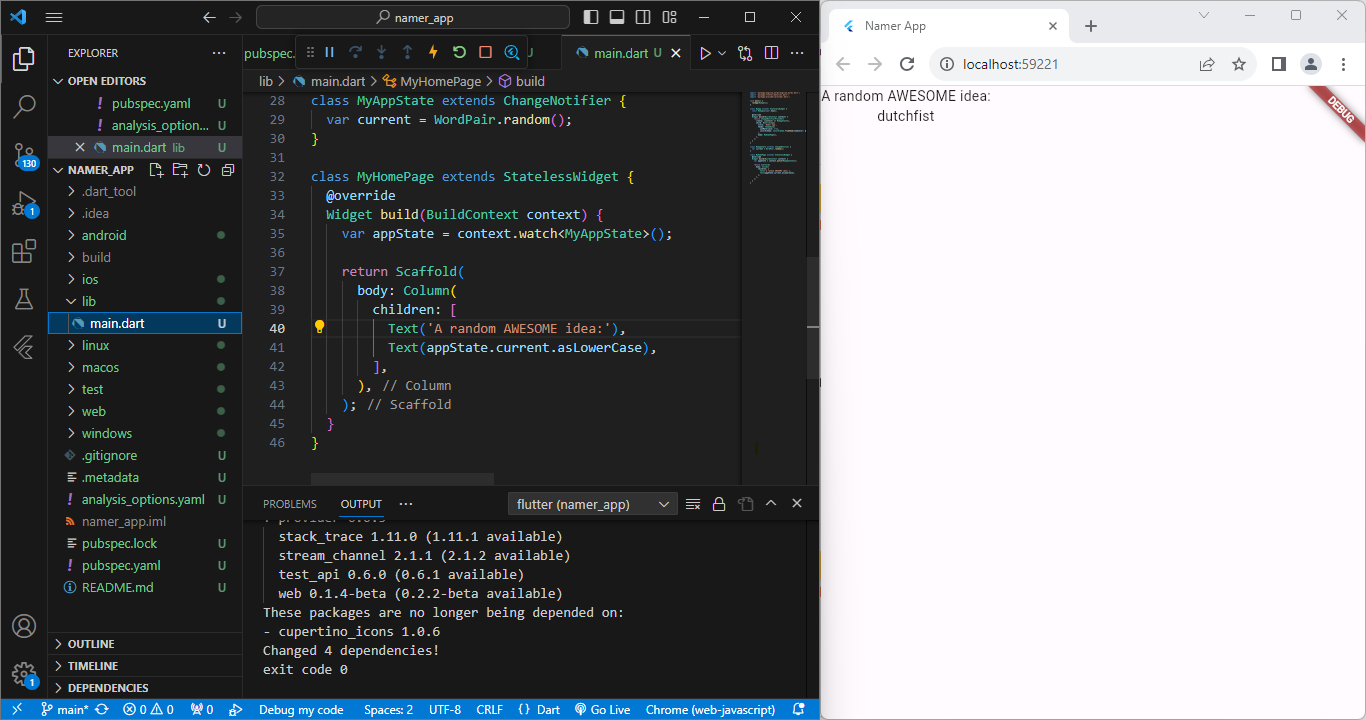 namer_app
EXPLORER
OPEN EDITORS
pubspec.yaml U
analysis_option... U
main.dart lib U
NAMER_APP
.dart_tool
.idea
android
build
ios
lib
main.dart U
linux
macos
test
web
windows
.gitignore U
.metadata U
analysis_options.yaml U
namer_app.iml
pubspec.lock U
pubspec.yaml U
README.md U
OUTLINE
TIMELINE
DEPENDENCIES
130
1
1
pubspec. U
main.dart U
lib > main.dart > MyHomePage > build
28 class MyAppState extends ChangeNotifier {
29 var current = WordPair.random();
30 }
31
32 class MyHomePage extends StatelessWidget {
33 @override
34 Widget build(BuildContext context) {
35 var appState = context.watch<MyAppState>();
36
37 return Scaffold(
38 body: Column(
39 children: [
40 Text('A random AWESOME idea:'),
41 Text(appState.current.asLowerCase),
42 ],
43 ), // Column
44 ); // Scaffold
45 }
46 }
PROBLEMS OUTPUT flutter (namer_app)
stack_trace 1.11.0 (1.11.1 available)
stream_channel 2.1.1 (2.1.2 available)
test_api 0.6.0 (0.6.1 available)
web 0.1.4-beta (0.2.2-beta available)
These packages are no longer being depended on:
- cupertino_icons 1.0.6
Changed 4 dependencies!
exit code 0
main* 0 0 0 Debug my code Spaces: 2 UTF-8 CRLF {} Dart Go Live Chrome (web-javascript)
Namer App
localhost:59221
A random AWESOME idea:
dutchfist
DEBUG